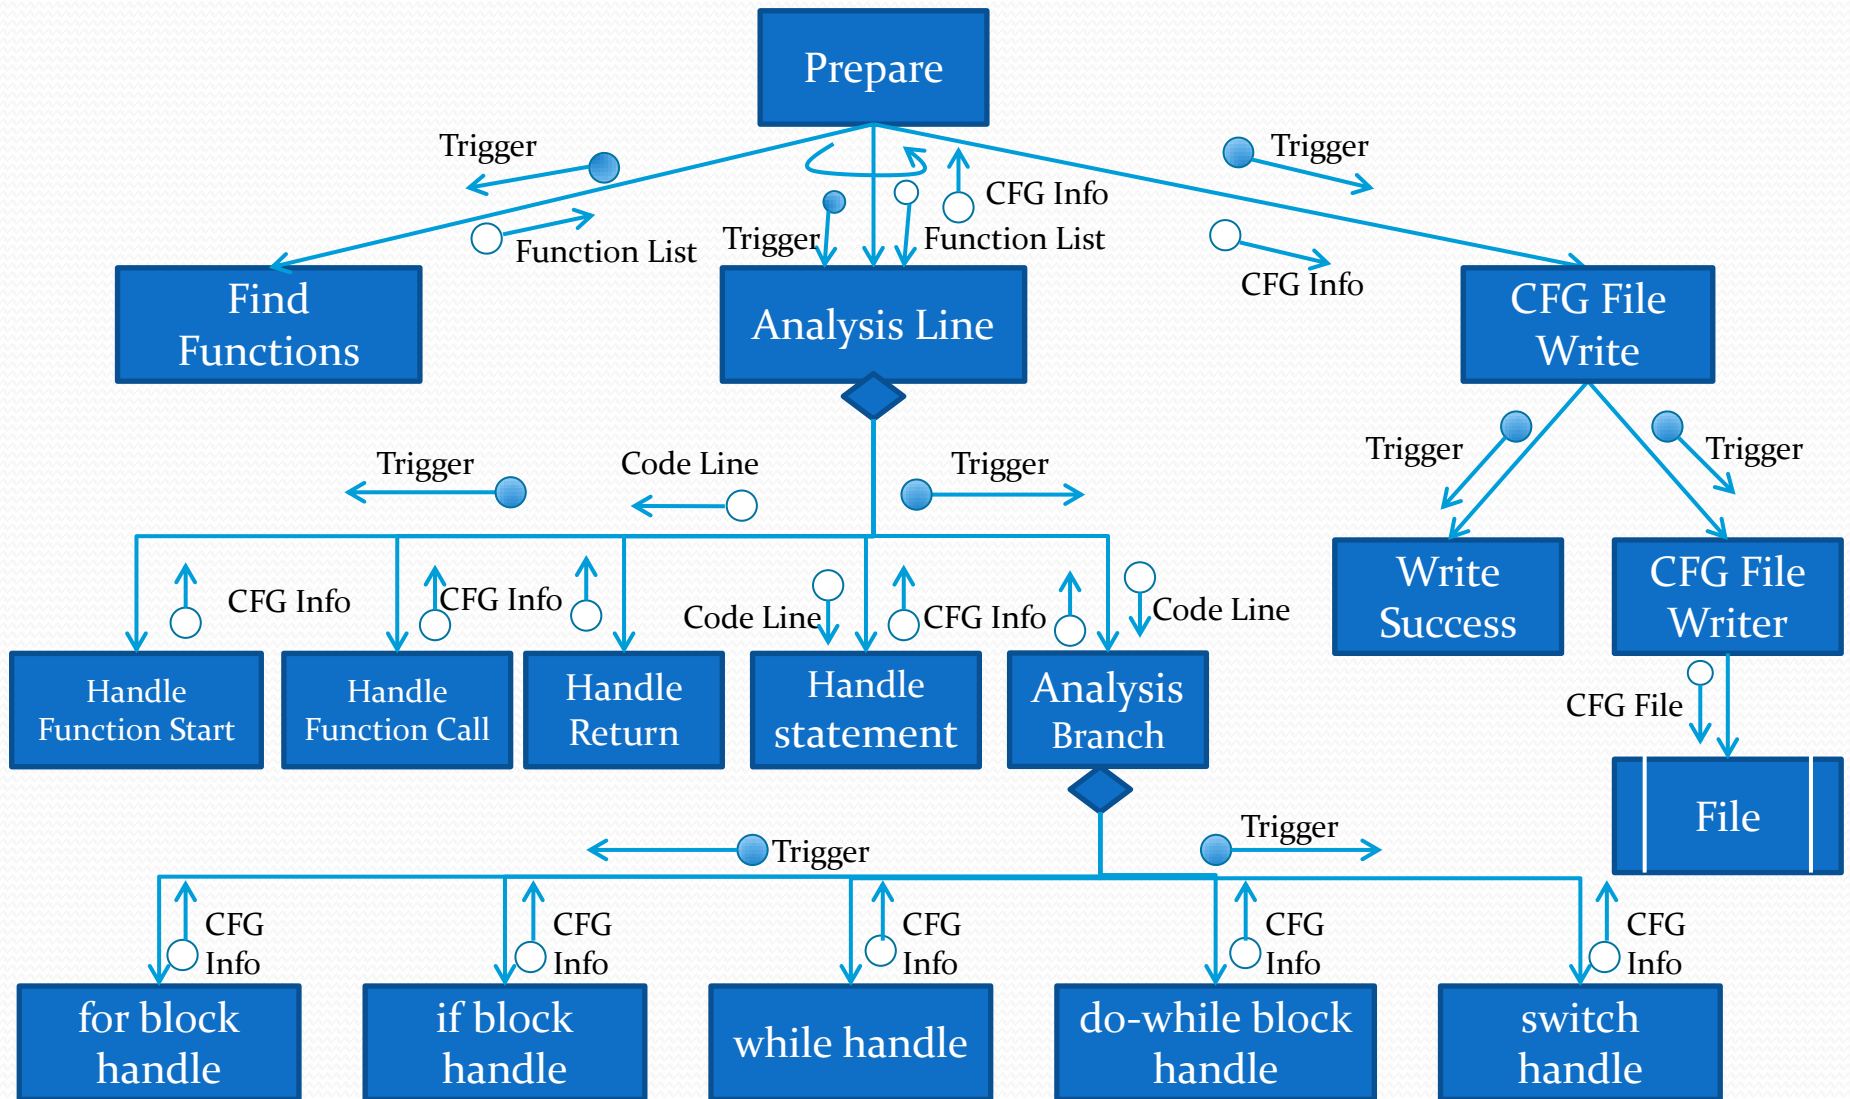 Prepare
Trigger
Trigger
CFG Info
Trigger
Function List
Function List
CFG Info
Find
Functions
Analysis Line
CFG File
Write
Trigger
Code Line
Trigger
Trigger
Trigger
CFG Info
CFG Info
Code Line
CFG Info
Code Line
Write
Success
CFG File
Writer
Handle
Function Start
Handle
Function Call
Handle
Return
Handle
statement
Analysis
Branch
CFG File
File
Trigger
Trigger
CFG
Info
CFG
Info
CFG
Info
CFG
Info
CFG
Info
for block
handle
if block
handle
while handle
do-while block
handle
switch
handle